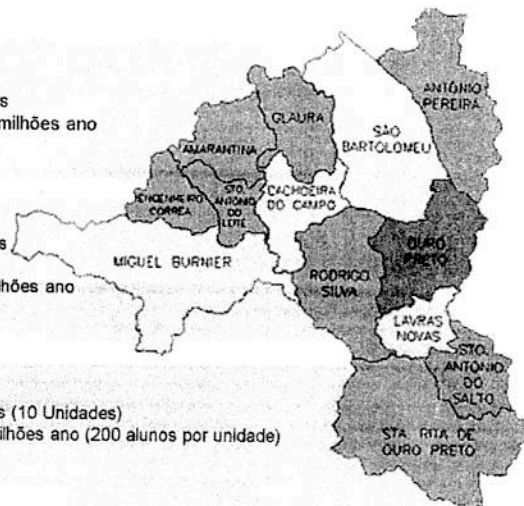 s
milhões ano
s
hões ano
s (10 Unidades)
ilhões ano (200 alunos por unidade)
ANTÔNIO
PEREIRA
GLAURA
SÃO
BARTOLOMEU
AMARANTINA
CACHOEIRA
DO CAMPO
ENGENHEIRO
CORREA
STO.
ANTÔNIO
DO
LEITE
MIGUEL BURNIER
OURO
PRETO
RODRIGO
SILVA
LAVRAS
NOVAS
STO.
ANTÔNIO
DO
SALTO
STA. RITA DE
OURO PRETO